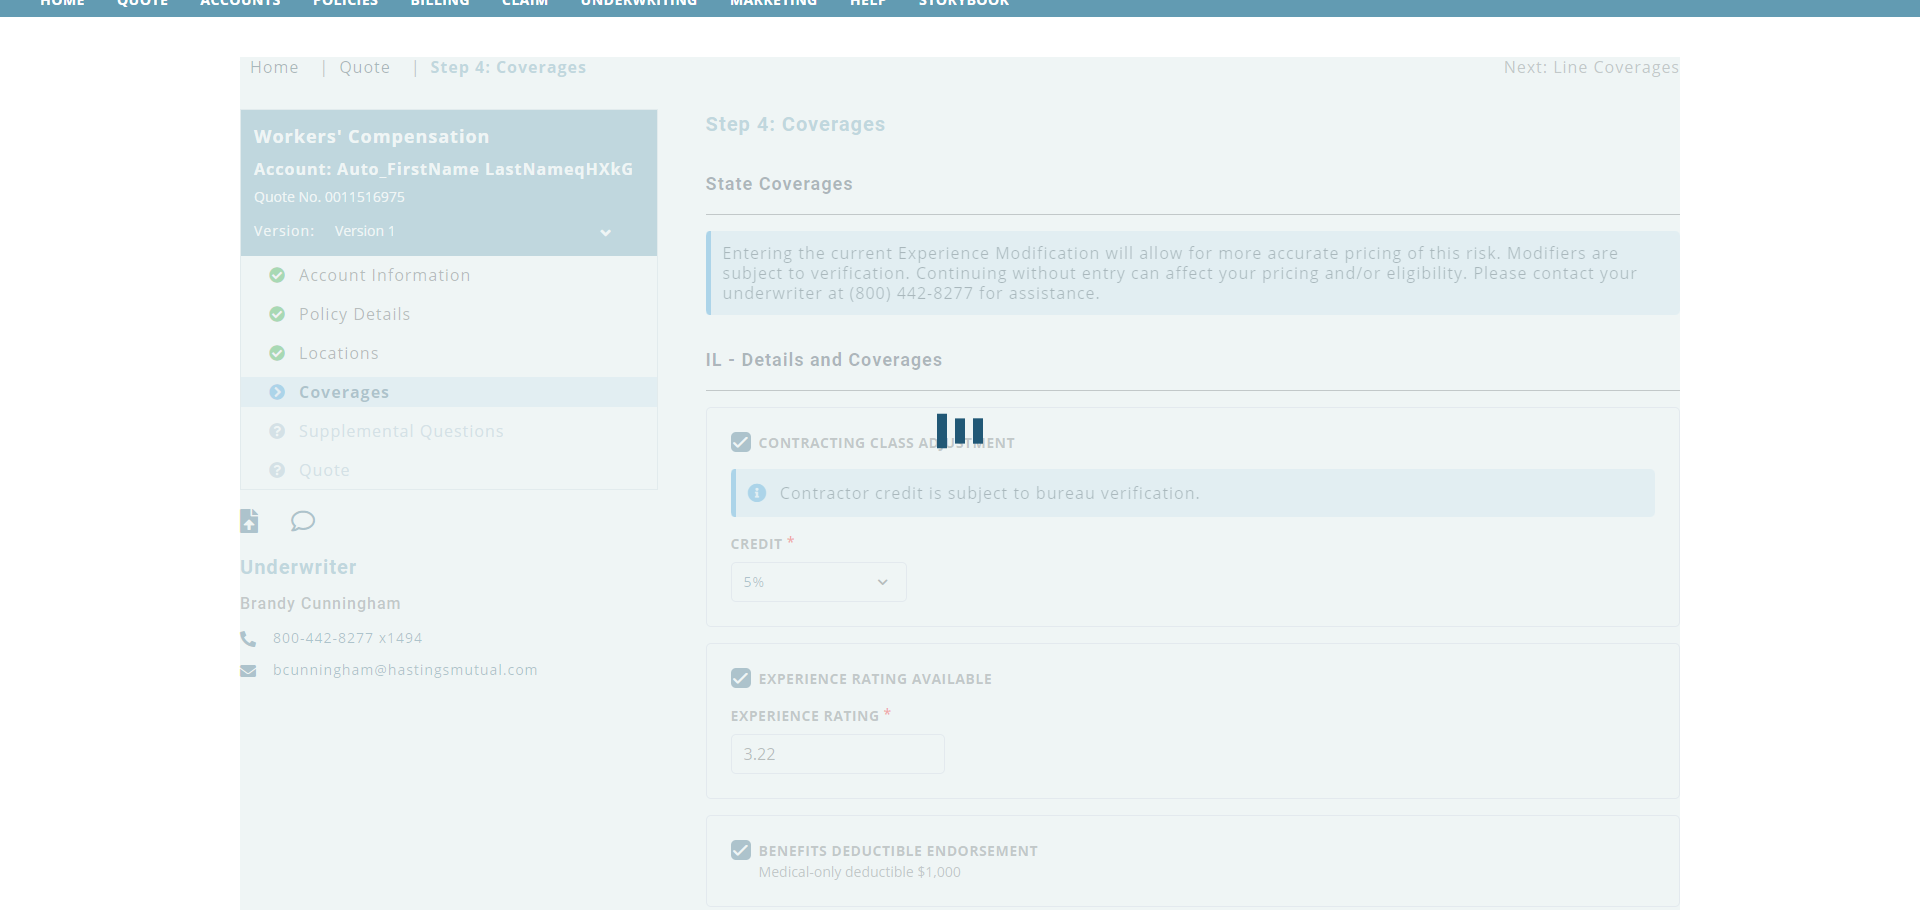 HOME QUOTE ACCOUNTS POLICIES BILLING CLAIM UNDERWRITING MARKETING HELP STORYBOOK
Home | Quote | Step 4: Coverages
Next: Line Coverages
Workers' Compensation
Account: Auto_FirstName LastNameqHXkG
Quote No. 0011516975
Version: Version 1
Account Information
Policy Details
Locations
Coverages
Supplemental Questions
Quote
Underwriter
Brandy Cunningham
800-442-8277 x1494
bcunningham@hastingsmutual.com
Step 4: Coverages
State Coverages
Entering the current Experience Modification will allow for more accurate pricing of this risk. Modifiers are
subject to verification. Continuing without entry can affect your pricing and/or eligibility. Please contact your
underwriter at (800) 442-8277 for assistance.
IL - Details and Coverages
CONTRACTING CLASS ADJUSTMENT
Contractor credit is subject to bureau verification.
CREDIT *
5%
EXPERIENCE RATING AVAILABLE
EXPERIENCE RATING *
3.22
BENEFITS DEDUCTIBLE ENDORSEMENT
Medical-only deductible $1,000